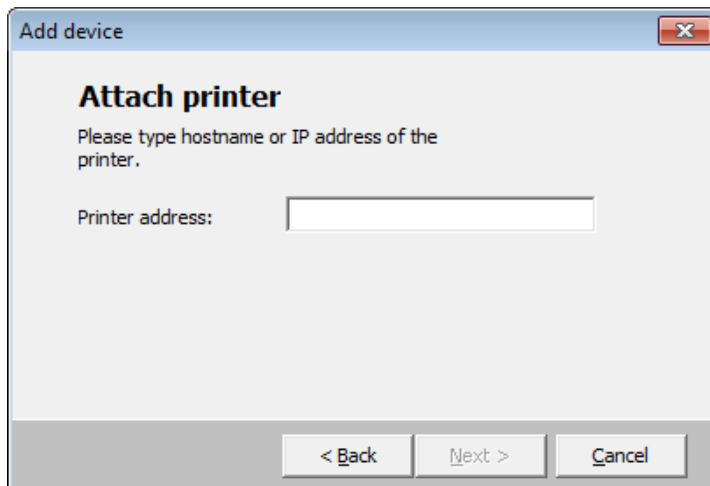 Add device
Attach printer
Please type hostname or IP address of the
printer.
Printer address:
< Back
Next >
Cancel